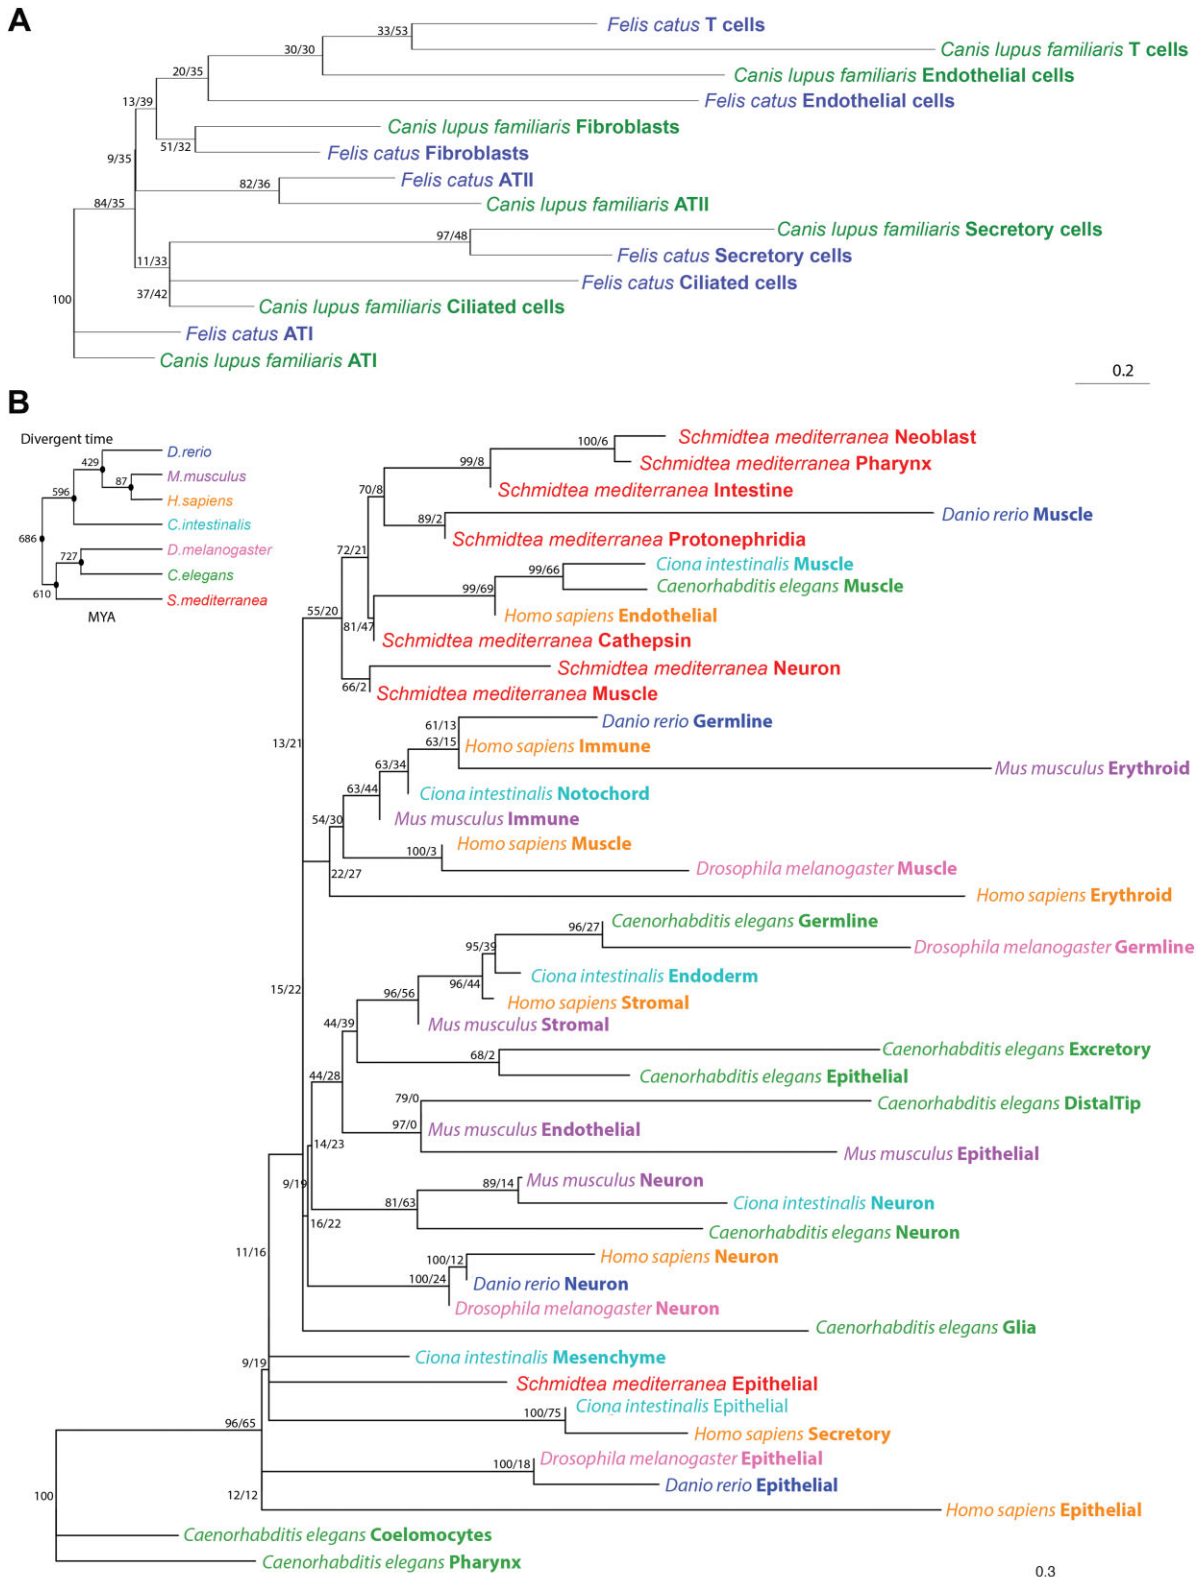 A
33/53
Felis catus T cells
30/30
Canis lupus familiaris T cells
20/35
Canis lupus familiaris Endothelial cells
13/39
Felis catus Endothelial cells
Canis lupus familiaris Fibroblasts
51/32
Felis catus Fibroblasts
9/35
82/36
Felis catus ATII
84/35
Canis lupus familiaris ATII
97/48
Canis lupus familiaris Secretory cells
11/33
Felis catus Secretory cells
Felis catus Ciliated cells
37/42
100
Canis lupus familiaris Ciliated cells
Felis catus ATI
Canis lupus familiaris ATI
0.2
B
Divergent time
429
D.rerio
87
M.musculus
596
H.sapiens
C.intestinalis
686
727
D.melanogaster
C.elegans
610
S.mediterranea
MYA
100/6
Schmidtea mediterranea Neoblast
99/8
Schmidtea mediterranea Pharynx
70/8
Schmidtea mediterranea Intestine
89/2
Danio rerio Muscle
Schmidtea mediterranea Protonephridia
72/21
99/66
Ciona intestinalis Muscle
99/69
Caenorhabditis elegans Muscle
55/20
Homo sapiens Endothelial
81/47
Schmidtea mediterranea Cathepsin
Schmidtea mediterranea Neuron
66/2
Schmidtea mediterranea Muscle
61/13
Danio rerio Germline
13/21
63/15
Homo sapiens Immune
63/34
Mus musculus Erythroid
63/44
Ciona intestinalis Notochord
54/30
Mus musculus Immune
Homo sapiens Muscle
100/3
Drosophila melanogaster Muscle
22/27
Homo sapiens Erythroid
96/27
Caenorhabditis elegans Germline
95/39
Drosophila melanogaster Germline
96/44
Ciona intestinalis Endoderm
15/22
96/56
Homo sapiens Stromal
44/39
Mus musculus Stromal
68/2
Caenorhabditis elegans Excretory
44/28
Caenorhabditis elegans Epithelial
79/0
Caenorhabditis elegans DistalTip
97/0
Mus musculus Endothelial
14/23
Mus musculus Epithelial
9/19
89/14
Mus musculus Neuron
81/63
Ciona intestinalis Neuron
16/22
Caenorhabditis elegans Neuron
11/16
100/12
Homo sapiens Neuron
100/24
Danio rerio Neuron
Drosophila melanogaster Neuron
Caenorhabditis elegans Glia
9/19
Ciona intestinalis Mesenchyme
Schmidtea mediterranea Epithelial
100/75
Ciona intestinalis Epithelial
96/65
Homo sapiens Secretory
100/18
Drosophila melanogaster Epithelial
Danio rerio Epithelial
100
12/12
Homo sapiens Epithelial
Caenorhabditis elegans Coelomocytes
Caenorhabditis elegans Pharynx
0.3